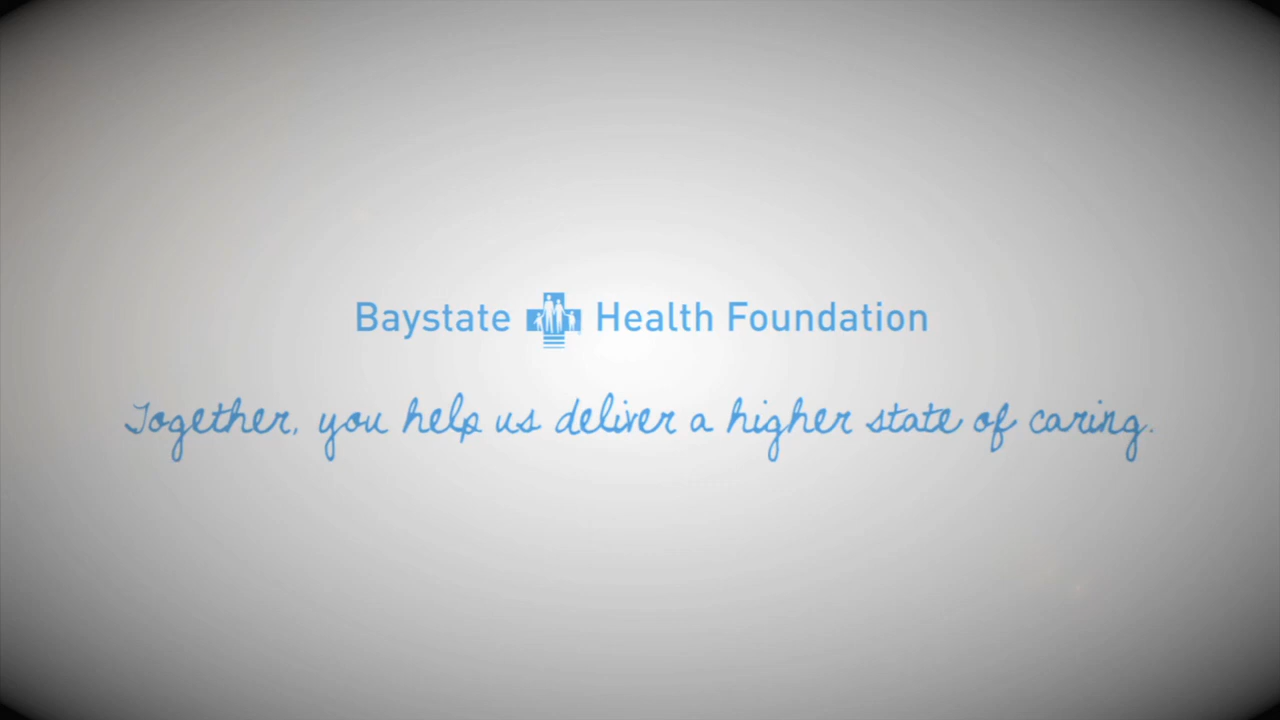 Baystate Health Foundation
Together, you help us deliver a higher state of caring.